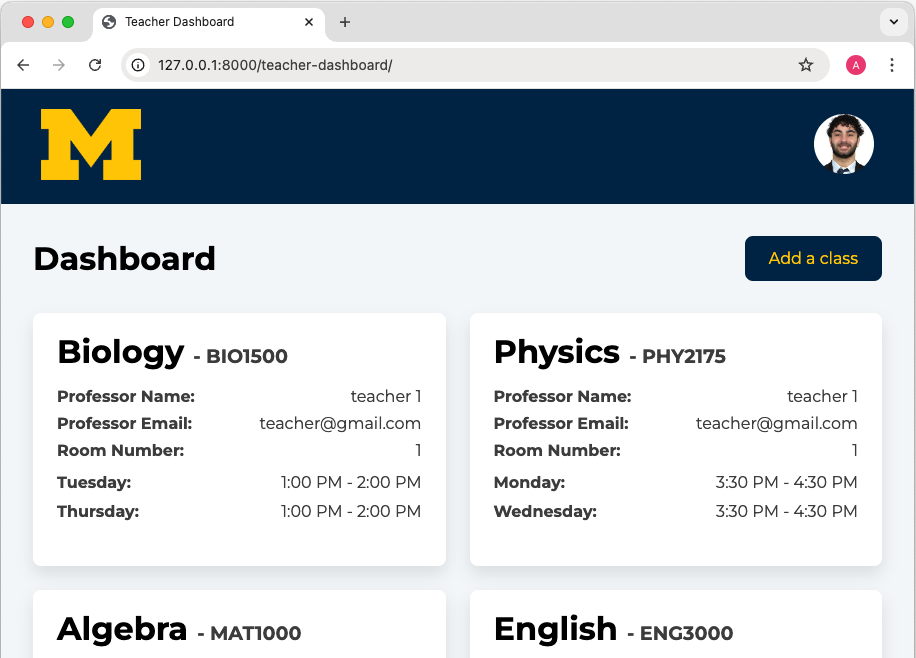 Teacher Dashboard
127.0.0.1:8000/teacher-dashboard/
A
M
Dashboard
Add a class
Biology - BIO1500
Professor Name: teacher 1
Professor Email: teacher@gmail.com
Room Number: 1
Tuesday: 1:00 PM - 2:00 PM
Thursday: 1:00 PM - 2:00 PM
Physics - PHY2175
Professor Name: teacher 1
Professor Email: teacher@gmail.com
Room Number: 1
Monday: 3:30 PM - 4:30 PM
Wednesday: 3:30 PM - 4:30 PM
Algebra - MAT1000
English - ENG3000